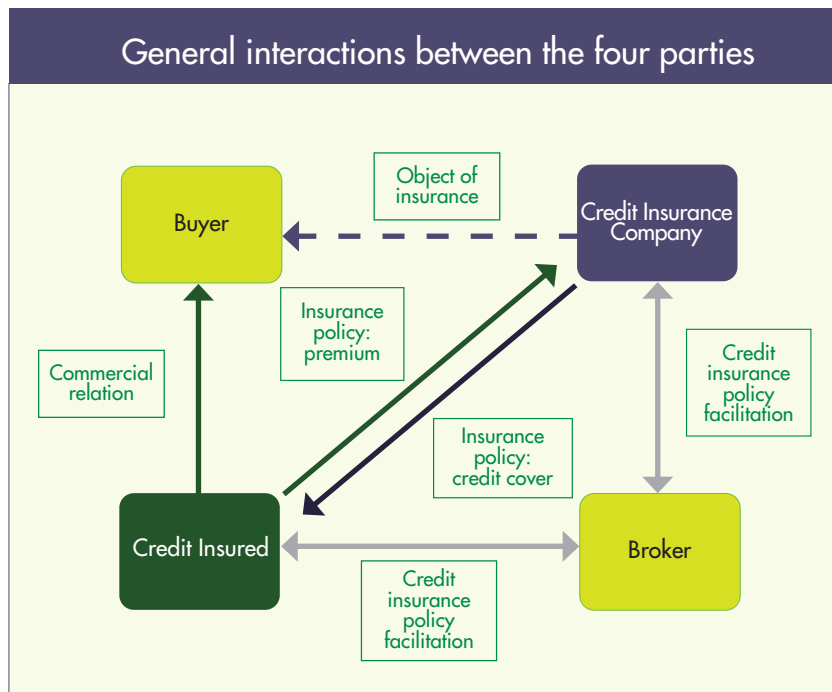 General interactions between the four parties
Object of
insurance
Buyer
Credit Insurance
Company
Insurance
policy:
premium
Commercial
relation
Credit
insurance
policy
facilitation
Insurance
policy:
credit cover
Credit Insured
Broker
Credit
insurance
policy
facilitation